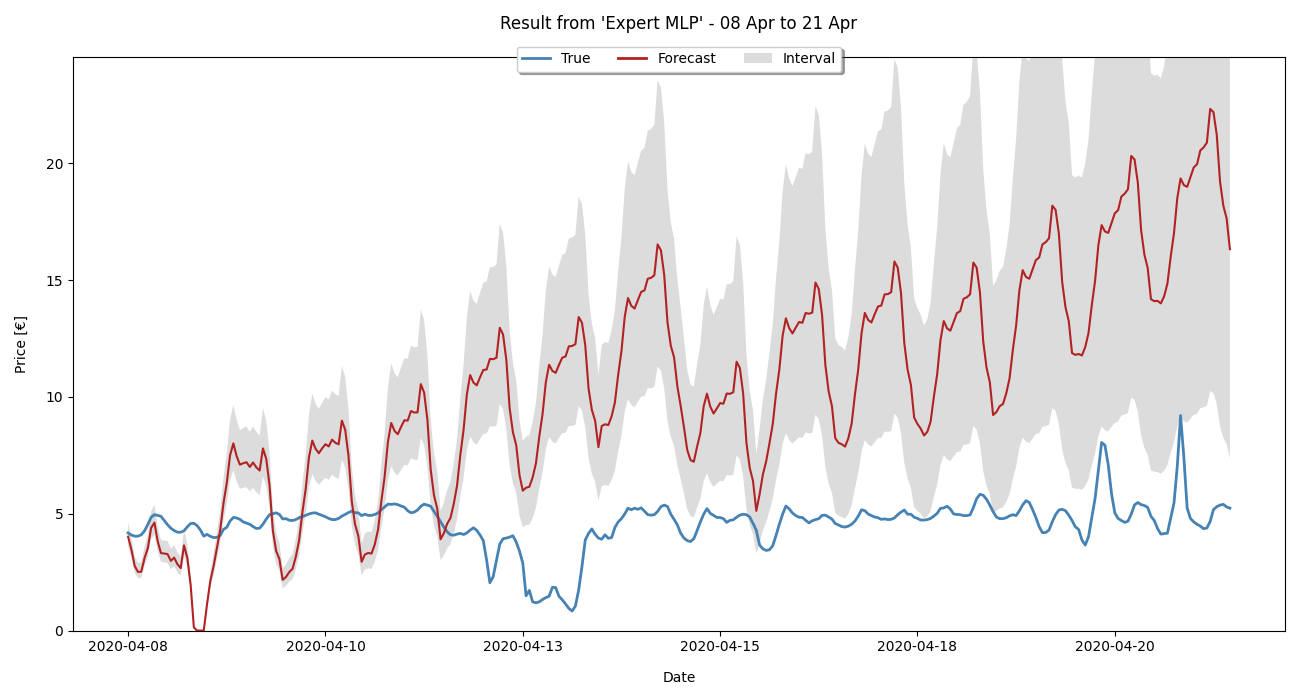 Result from 'Expert MLP' - 08 Apr to 21 Apr
True Forecast Interval
Price [€]
20
15
10
5
0
2020-04-08 2020-04-10 2020-04-13 2020-04-15 2020-04-18 2020-04-20
Date